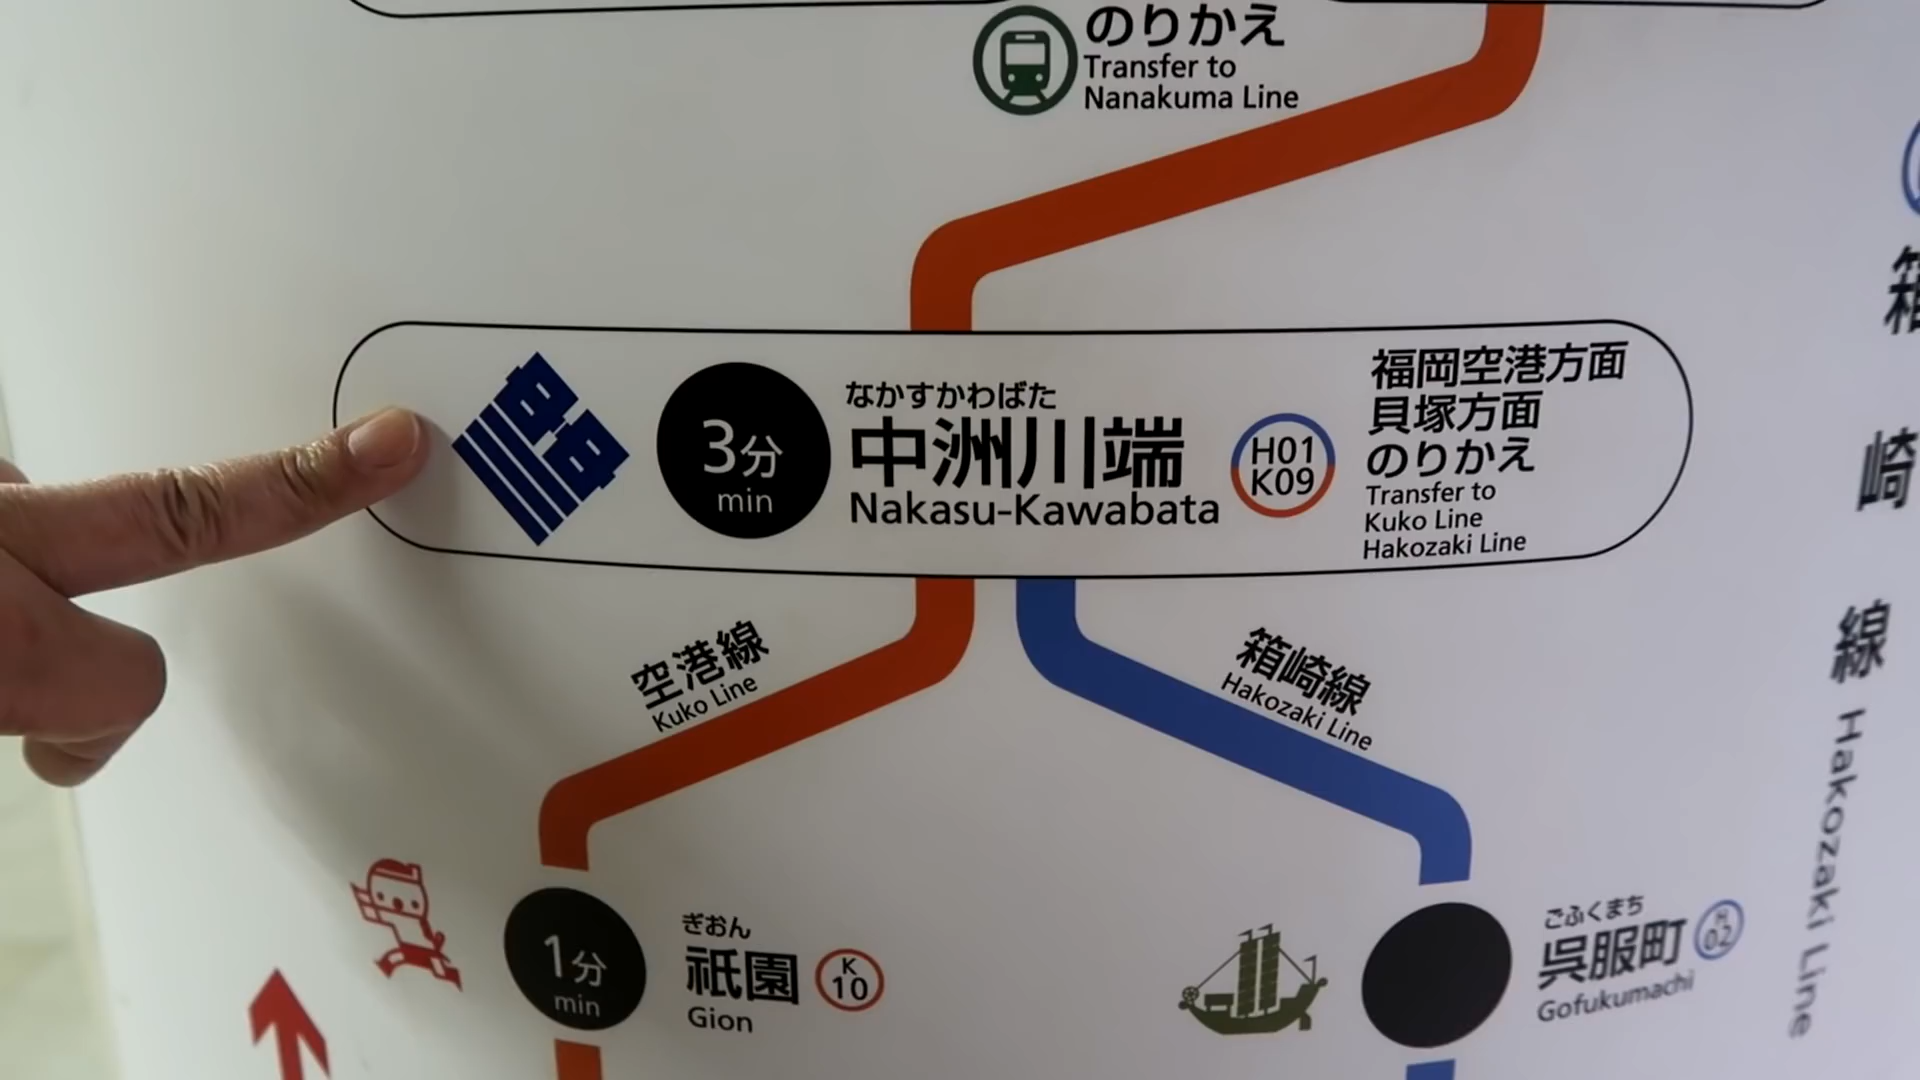 のりかえ
Transfer to
Nanakuma Line
3分
min
なかすかわばた
中洲川端
Nakasu-Kawabata
H01
K09
福岡空港方面
貝塚方面
のりかえ
Transfer to
Kuko Line
Hakozaki Line
空港線
Kuko Line
箱崎線
Hakozaki Line
1分
min
ぎおん
祇園
Gion
K
10
ごふくまち
呉服町
Gofukumachi
H
02
箱崎線 Hakozaki Line